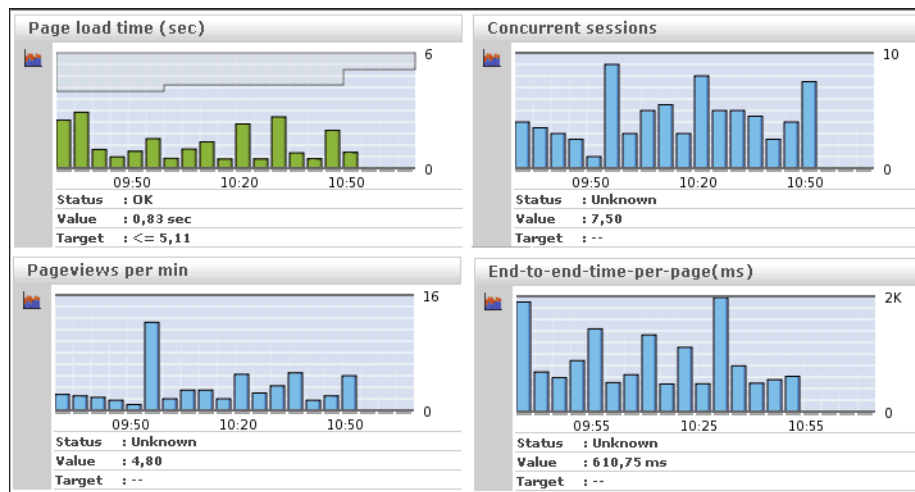 Page load time (sec)
6
0
09:50 10:20 10:50
Status : OK
Value : 0,83 sec
Target : <= 5,11
Concurrent sessions
10
0
09:50 10:20 10:50
Status : Unknown
Value : 7,50
Target : --
Pageviews per min
16
0
09:50 10:20 10:50
Status : Unknown
Value : 4,80
Target : --
End-to-end-time-per-page(ms)
2K
0
09:55 10:25 10:55
Status : Unknown
Value : 610,75 ms
Target : --